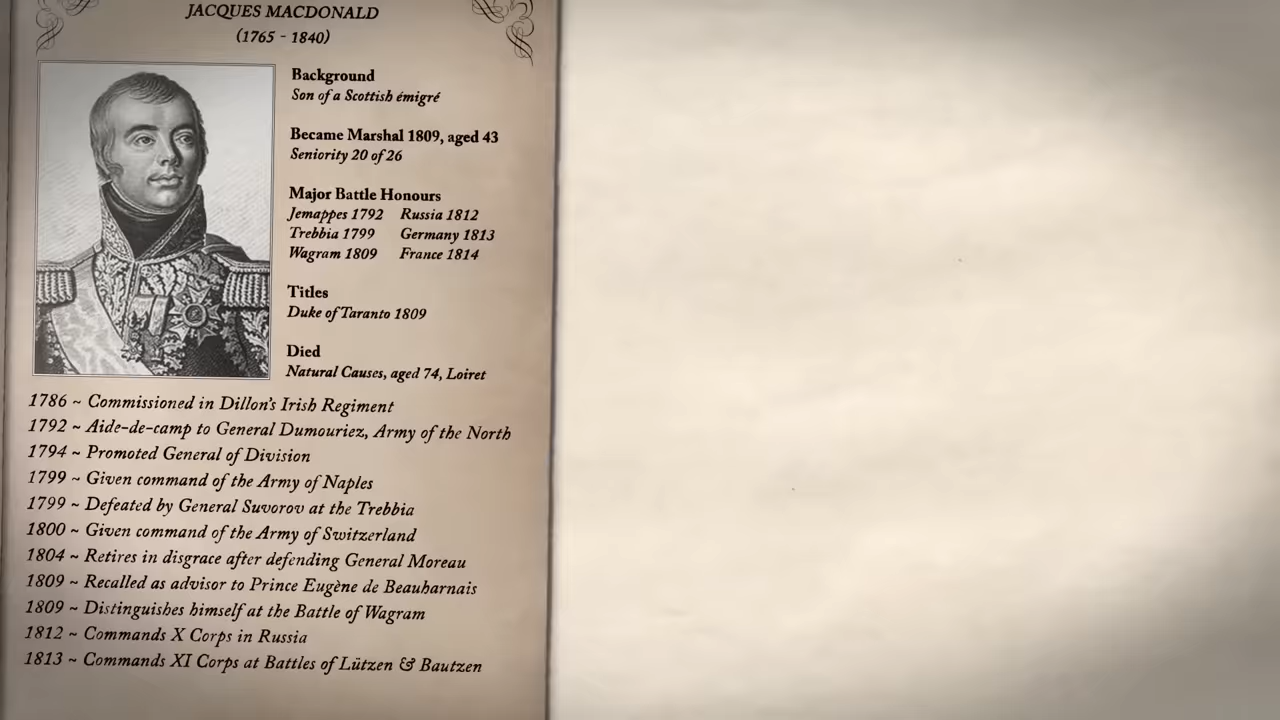 JACQUES MACDONALD
(1765 - 1840)
Background
Son of a Scottish émigré
Became Marshal 1809, aged 43
Seniority 20 of 26
Major Battle Honours
Jemappes 1792 Russia 1812
Trebbia 1799 Germany 1813
Wagram 1809 France 1814
Titles
Duke of Taranto 1809
Died
Natural Causes, aged 74, Loiret
1786 ~ Commissioned in Dillon's Irish Regiment
1792 ~ Aide-de-camp to General Dumouriez, Army of the North
1794 ~ Promoted General of Division
1799 ~ Given command of the Army of Naples
1799 ~ Defeated by General Suvorov at the Trebbia
1800 ~ Given command of the Army of Switzerland
1804 ~ Retires in disgrace after defending General Moreau
1809 ~ Recalled as advisor to Prince Eugène de Beauharnais
1809 ~ Distinguishes himself at the Battle of Wagram
1812 ~ Commands X Corps in Russia
1813 ~ Commands XI Corps at Battles of Lützen & Bautzen